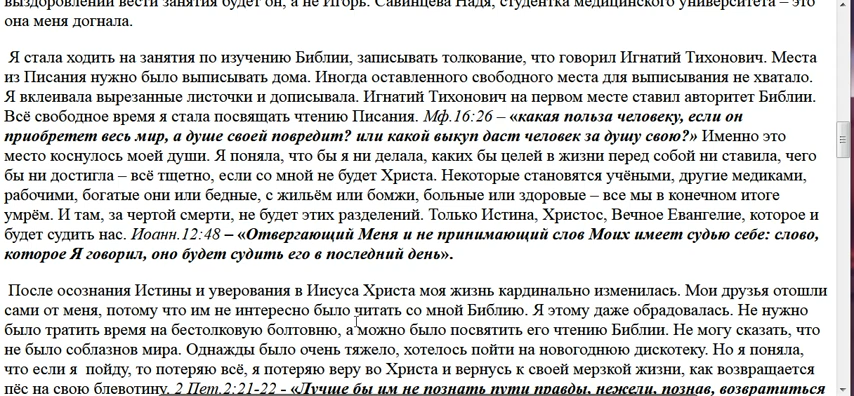 выздоровлении вести занятия будет он, а не Игорь. Савинцева Надя, студентка медицинского университета – это
она меня догнала.
Я стала ходить на занятия по изучению Библии, записывать толкование, что говорил Игнатий Тихонович. Места
из Писания нужно было выписывать дома. Иногда оставленного свободного места для выписывания не хватало.
Я вклеивала вырезанные листочки и дописывала. Игнатий Тихонович на первом месте ставил авторитет Библии.
Всё свободное время я стала посвящать чтению Писания. Мф.16:26 – «какая польза человеку, если он
приобретет весь мир, а душе своей повредит? или какой выкуп даст человек за душу свою?» Именно это
место коснулось моей души. Я поняла, что бы я ни делала, каких бы целей в жизни перед собой ни ставила, чего
бы ни достигла – всё тщетно, если со мной не будет Христа. Некоторые становятся учёными, другие медиками,
рабочими, богатые они или бедные, с жильём или бомжи, больные или здоровые – все мы в конечном итоге
умрём. И там, за чертой смерти, не будет этих разделений. Только Истина, Христос, Вечное Евангелие, которое и
будет судить нас. Иоанн.12:48 – «Отвергающий Меня и не принимающий слов Моих имеет судью себе: слово,
которое Я говорил, оно будет судить его в последний день».
После осознания Истины и уверования в Иисуса Христа моя жизнь кардинально изменилась. Мои друзья отошли
сами от меня, потому что им не интересно было читать со мной Библию. Я этому даже обрадовалась. Не нужно
было тратить время на бестолковую болтовню, а можно было посвятить его чтению Библии. Не могу сказать, что
не было соблазнов мира. Однажды было очень тяжело, хотелось пойти на новогоднюю дискотеку. Но я поняла,
что если я пойду, то потеряю всё, я потеряю веру во Христа и вернусь к своей мерзкой жизни, как возвращается
пёс на свою блевотину. 2 Пет.2:21-22 - «Лучше бы им не познать пути правды, нежели, познав, возвратиться